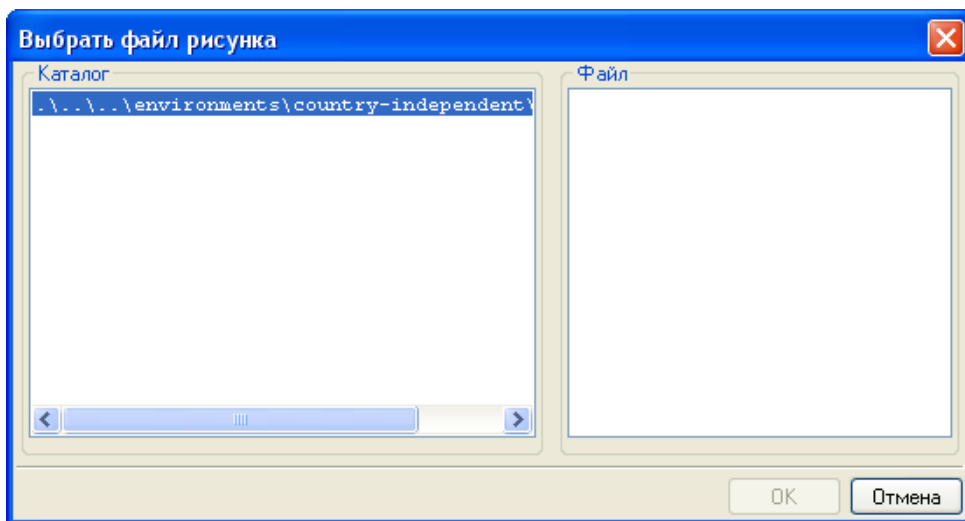 Выбрать файл рисунка
Каталог
Файл
.\..\..\environments\country-independent\
OK
Отмена